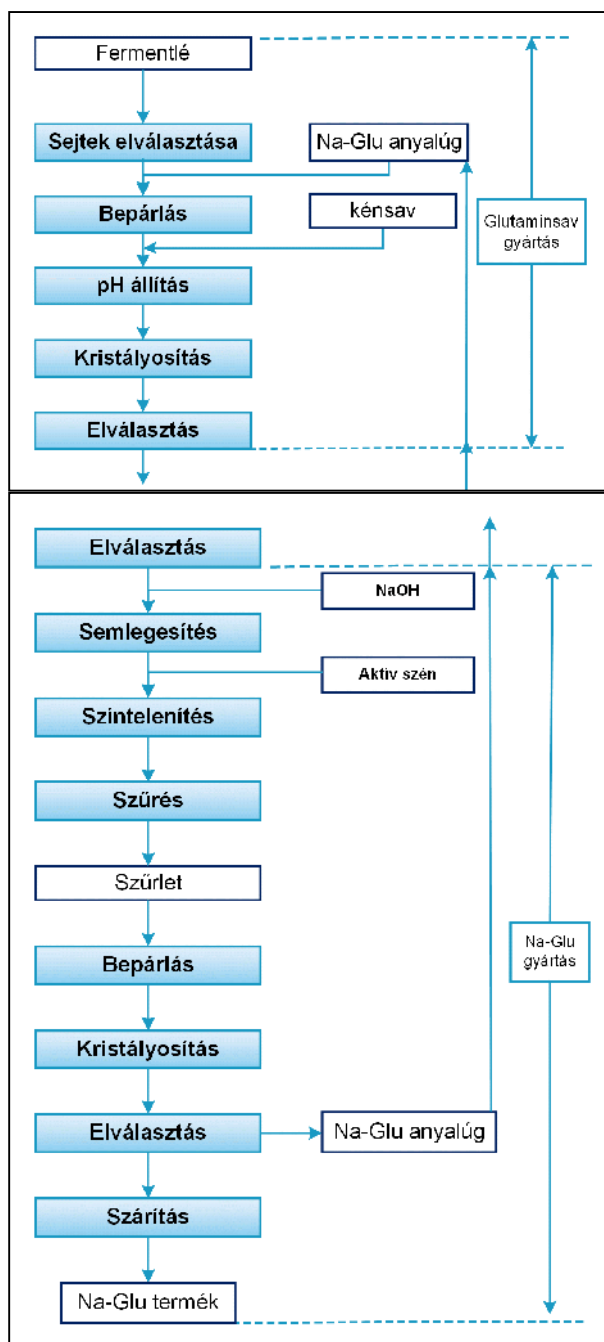 Fermentlé
Sejtek elválasztása
Na-Glu anyalúg
Bepárlás
kénsav
Glutaminsav
gyártás
pH állítás
Kristályosítás
Elválasztás
Elválasztás
NaOH
Semlegesítés
Aktív szén
Színtelenítés
Szűrés
Szűrlet
Na-Glu
gyártás
Bepárlás
Kristályosítás
Elválasztás
Na-Glu anyalúg
Szárítás
Na-Glu termék